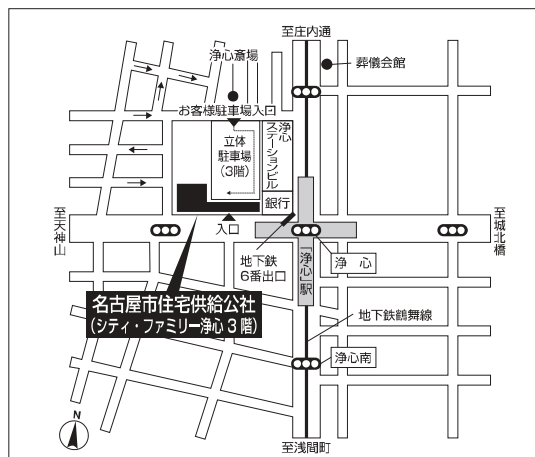 至庄内通
浄心斎場
葬儀会館
お客様駐車場入口
立体
駐車場
(3階)
浄心
ステーションビル
銀行
至天神山
入口
地下鉄
6番出口
「浄心」駅
浄心
至城北橋
名古屋市住宅供給公社
(シティ・ファミリー浄心3階)
地下鉄鶴舞線
浄心南
N
至浅間町